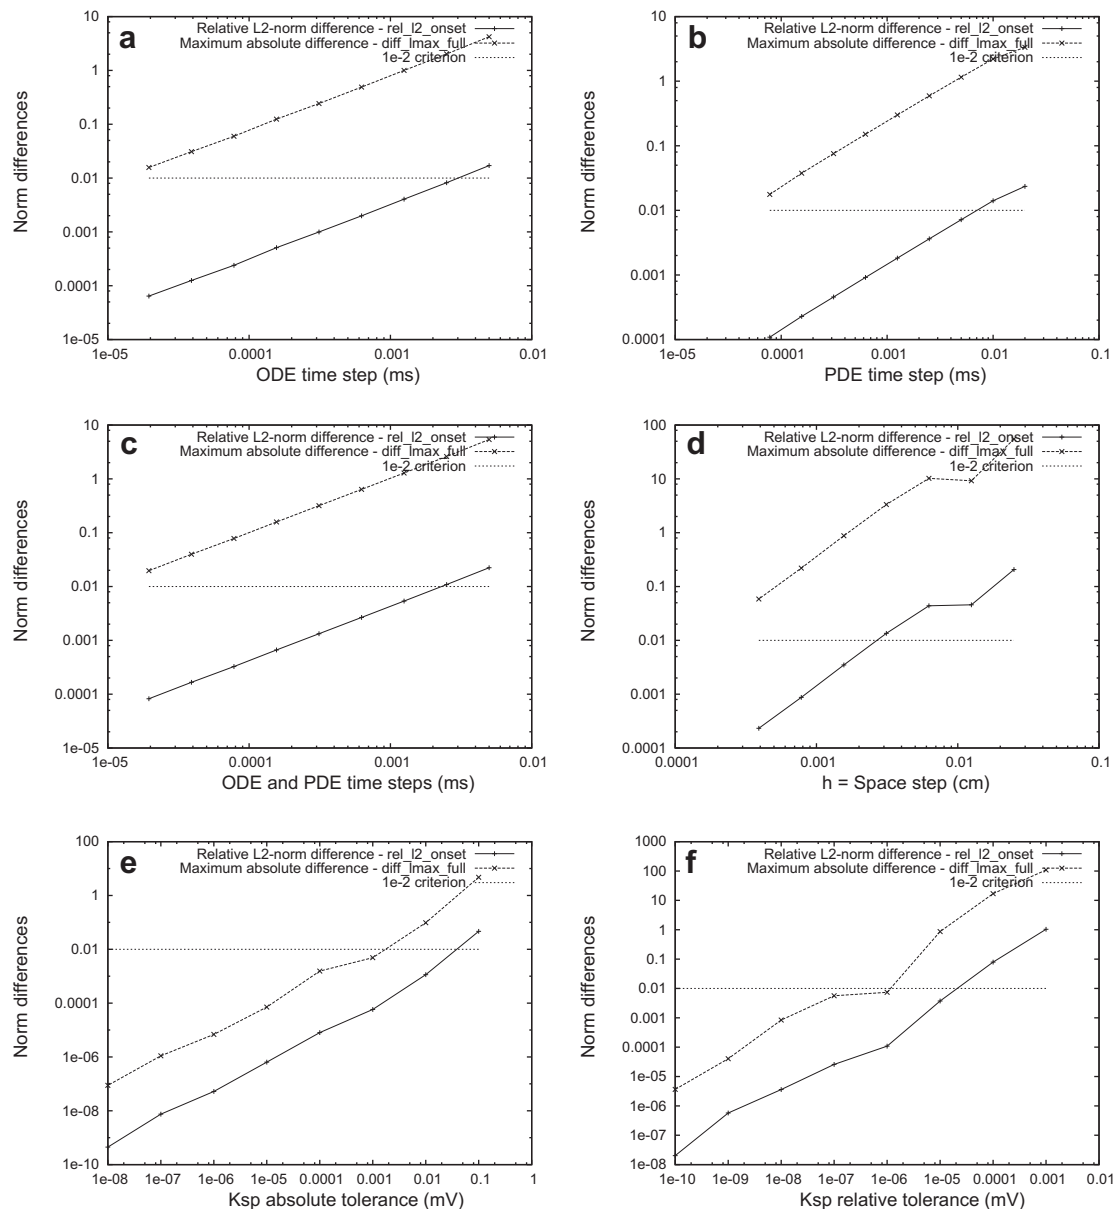 a
Relative L2-norm difference - rel_l2_onset
Maximum absolute difference - diff_lmax_full
1e-2 criterion
10
1
0.1
0.01
0.001
0.0001
1e-05
Norm differences
1e-05 0.0001 0.001 0.01
ODE time step (ms)
b
Relative L2-norm difference - rel_l2_onset
Maximum absolute difference - diff_lmax_full
1e-2 criterion
10
1
0.1
0.01
0.001
0.0001
Norm differences
1e-05 0.0001 0.001 0.01 0.1
PDE time step (ms)
c
Relative L2-norm difference - rel_l2_onset
Maximum absolute difference - diff_lmax_full
1e-2 criterion
10
1
0.1
0.01
0.001
0.0001
1e-05
Norm differences
1e-05 0.0001 0.001 0.01
ODE and PDE time steps (ms)
d
Relative L2-norm difference - rel_l2_onset
Maximum absolute difference - diff_lmax_full
1e-2 criterion
100
10
1
0.1
0.01
0.001
0.0001
Norm differences
0.0001 0.001 0.01 0.1
h = Space step (cm)
e
Relative L2-norm difference - rel_l2_onset
Maximum absolute difference - diff_lmax_full
1e-2 criterion
100
1
0.01
0.0001
1e-06
1e-08
1e-10
Norm differences
1e-08 1e-07 1e-06 1e-05 0.0001 0.001 0.01 0.1 1
Ksp absolute tolerance (mV)
f
Relative L2-norm difference - rel_l2_onset
Maximum absolute difference - diff_lmax_full
1e-2 criterion
1000
100
10
1
0.1
0.01
0.001
0.0001
1e-05
1e-06
1e-07
1e-08
Norm differences
1e-10 1e-09 1e-08 1e-07 1e-06 1e-05 0.0001 0.001 0.01
Ksp relative tolerance (mV)